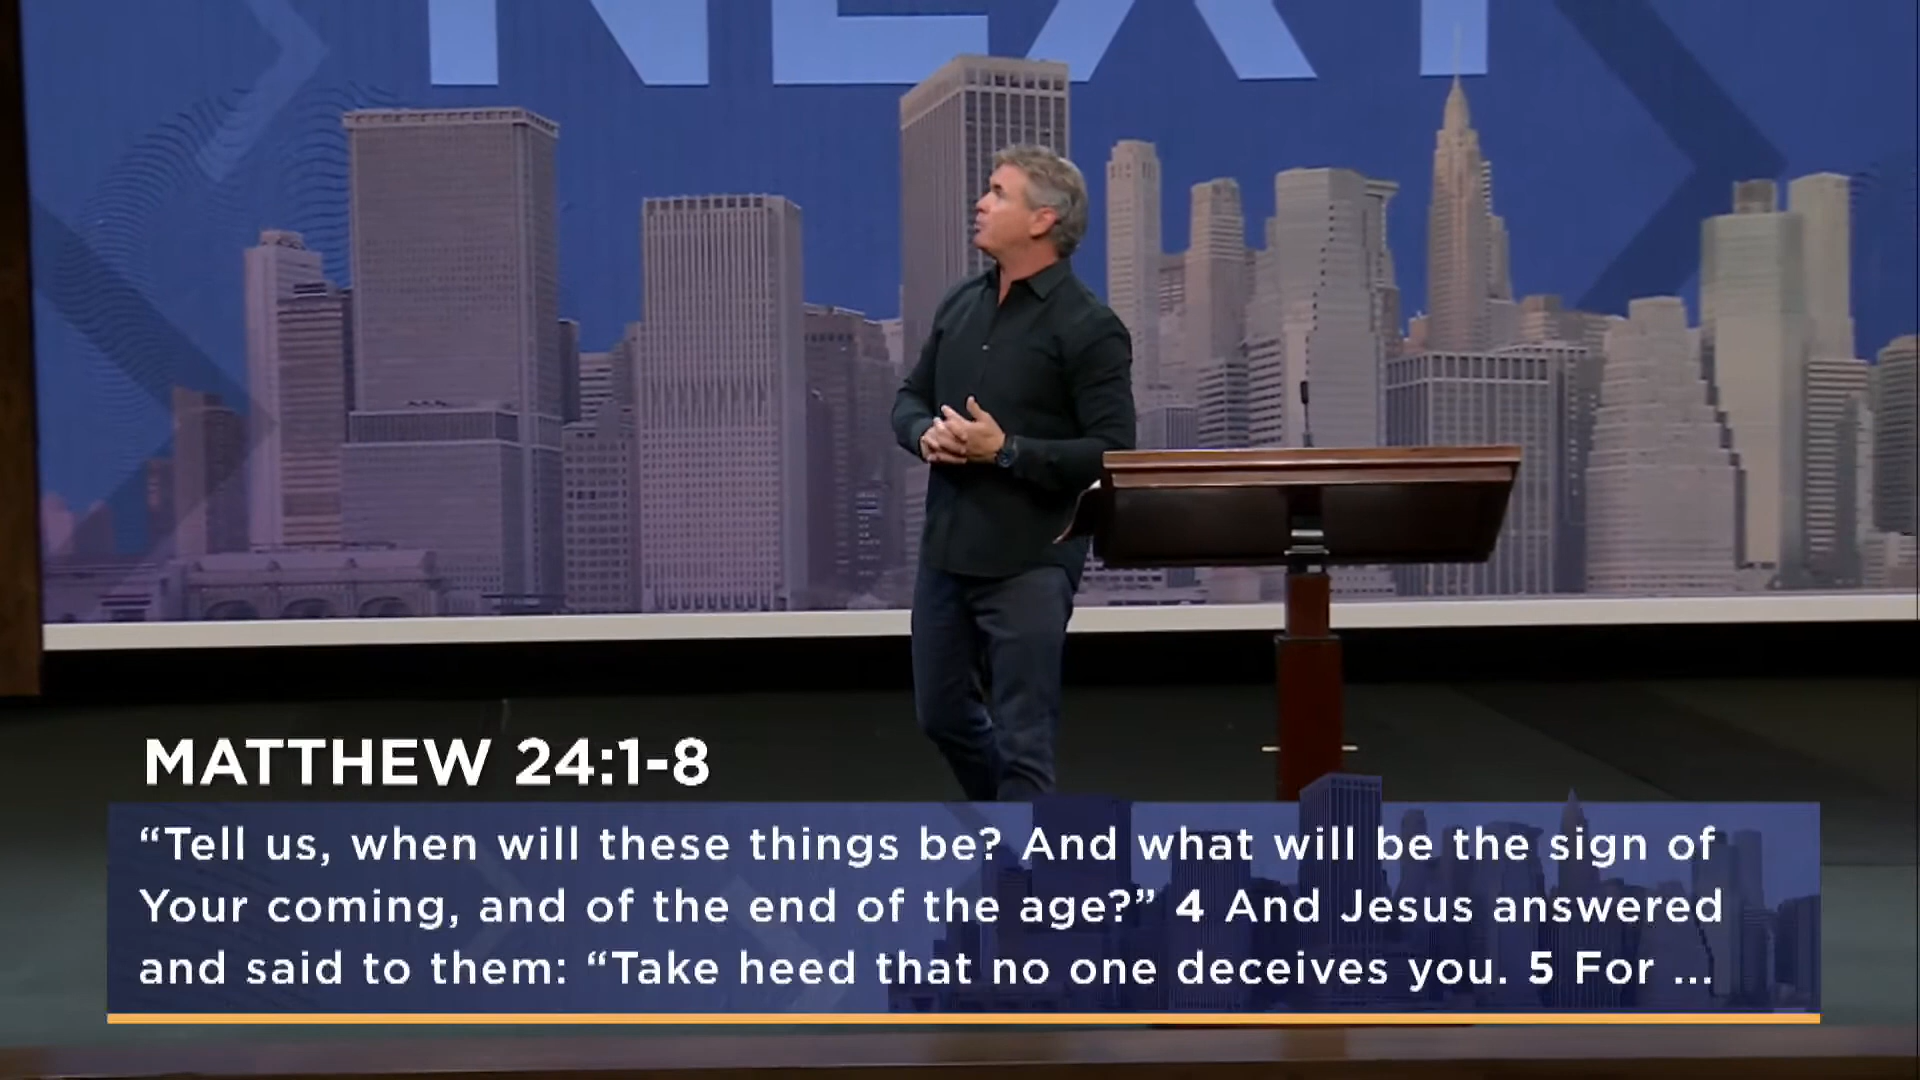 NEXT
MATTHEW 24:1-8
“Tell us, when will these things be? And what will be the sign of
Your coming, and of the end of the age?” 4 And Jesus answered
and said to them: “Take heed that no one deceives you. 5 For ...